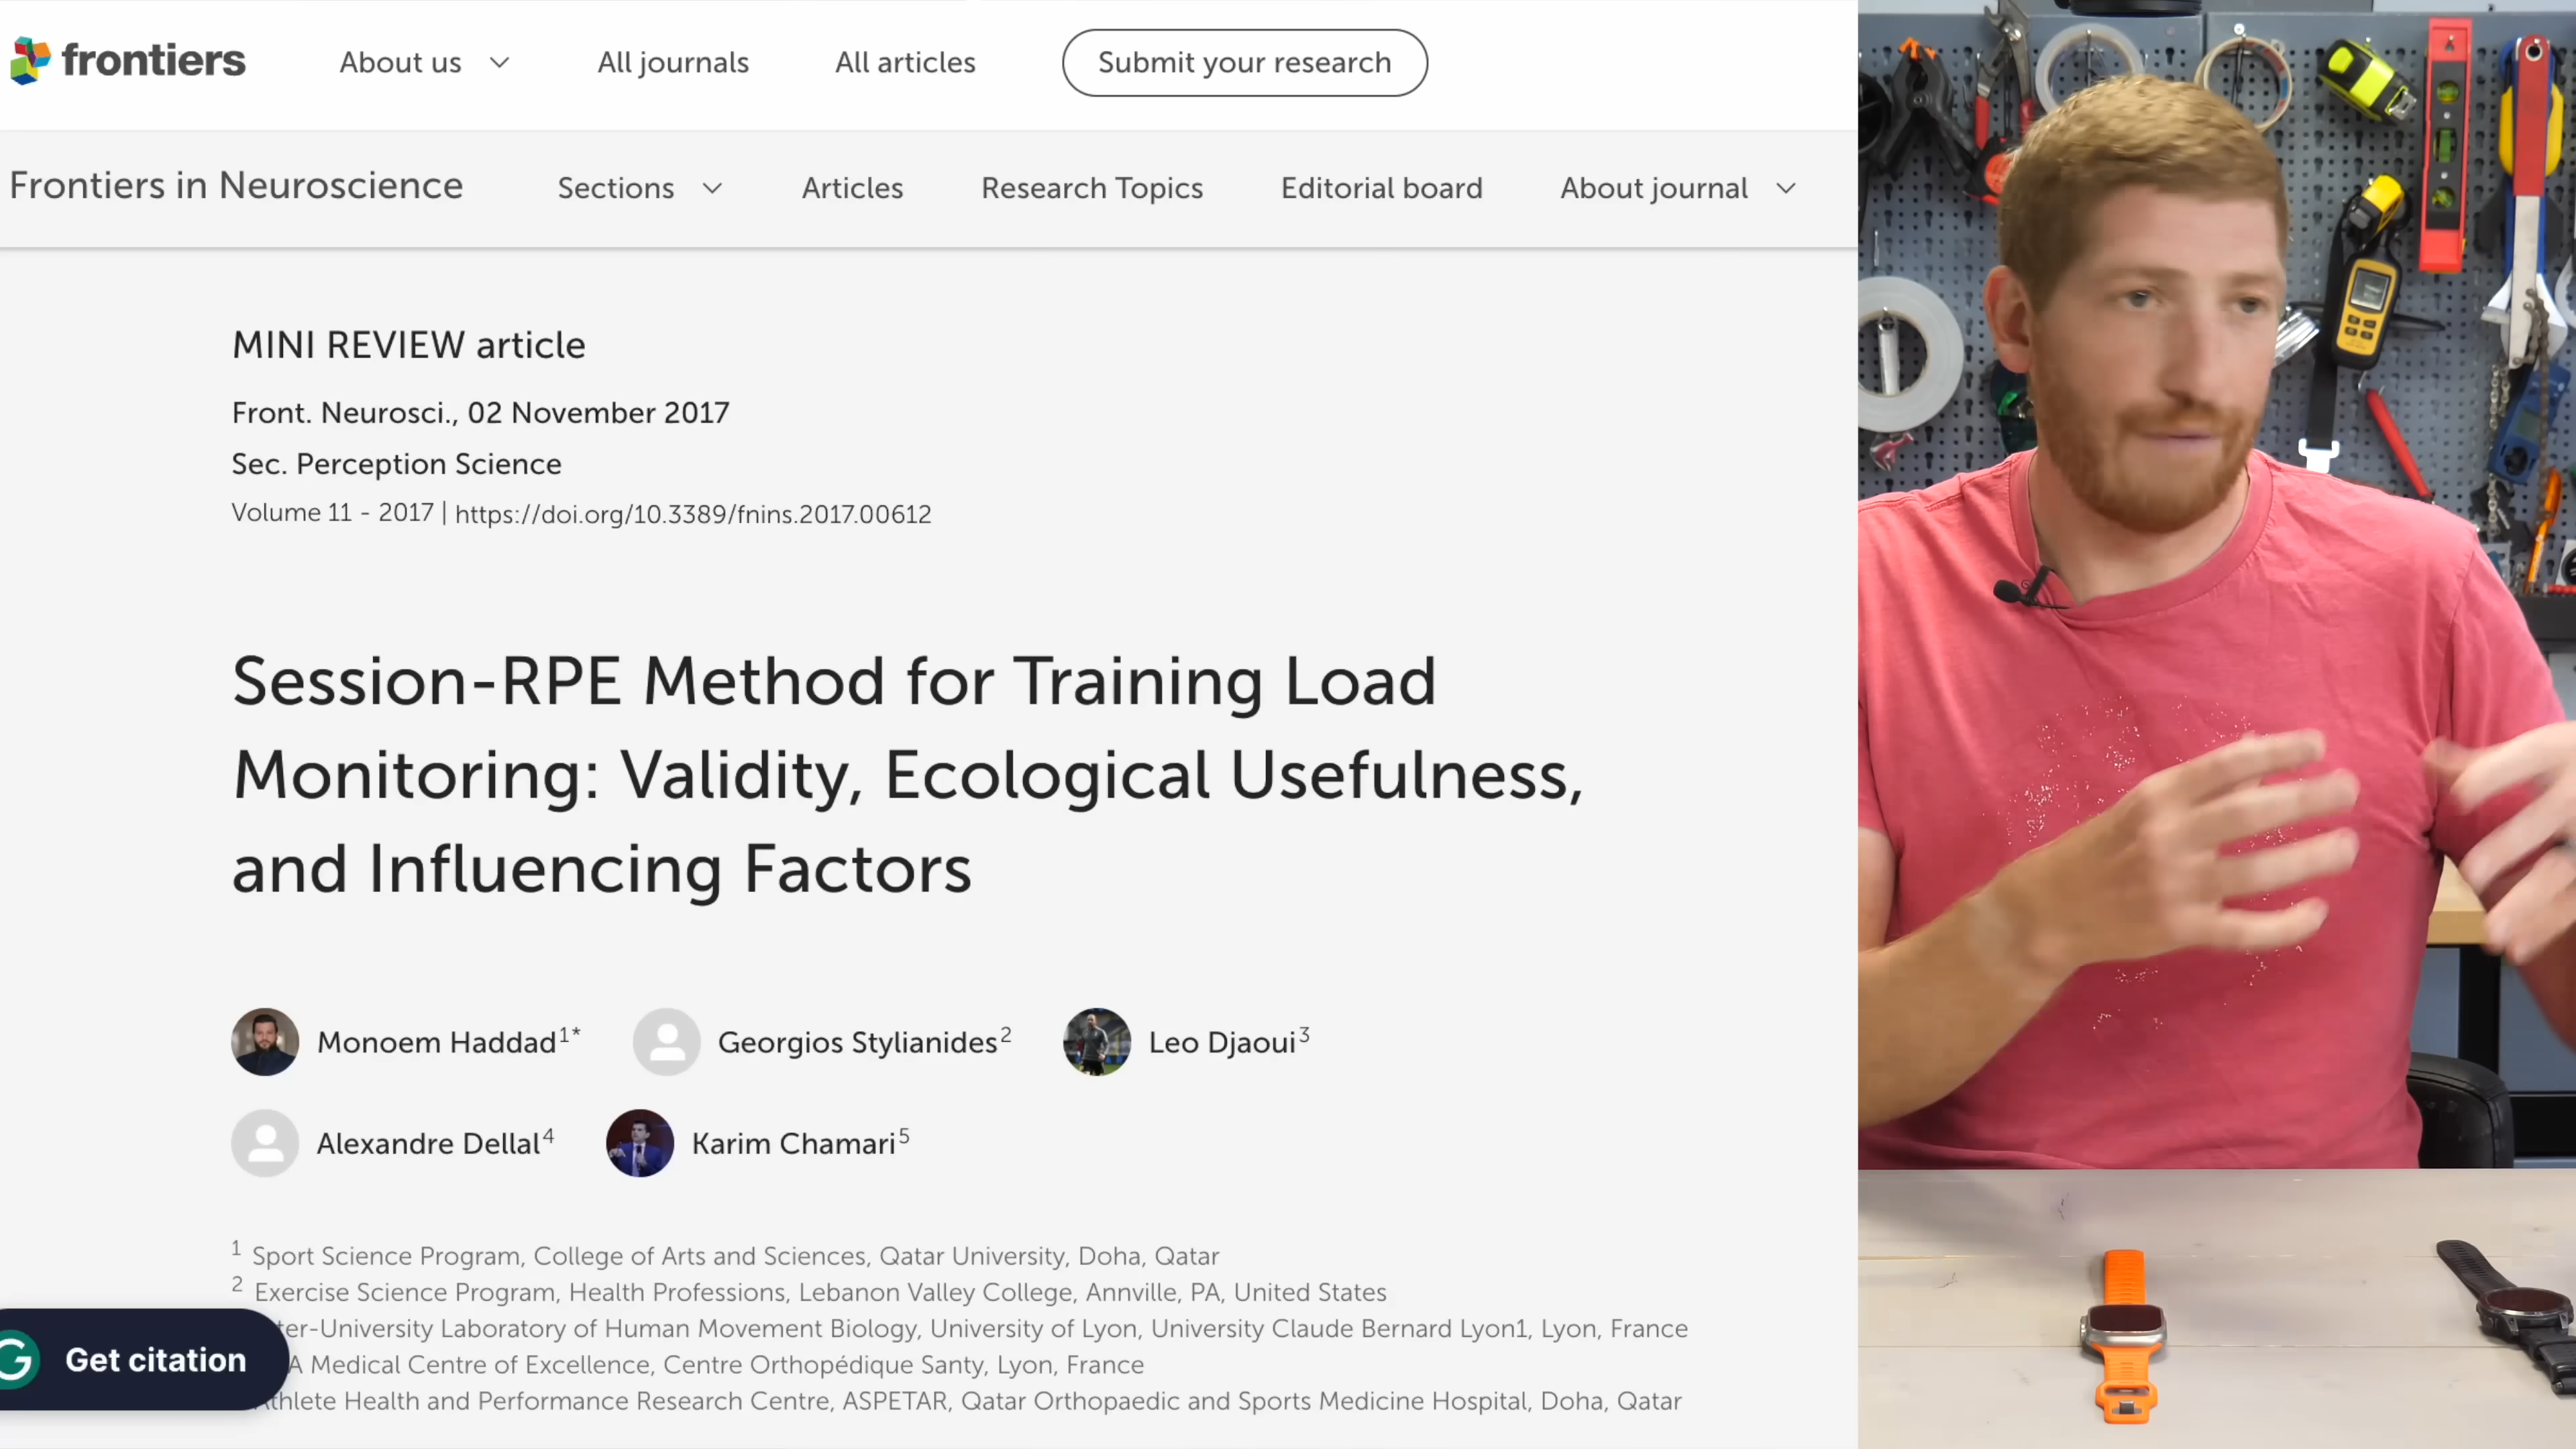 frontiers
About us
All journals
All articles
Submit your research
Frontiers in Neuroscience
Sections
Articles
Research Topics
Editorial board
About journal
MINI REVIEW article
Front. Neurosci., 02 November 2017
Sec. Perception Science
Volume 11 - 2017 | https://doi.org/10.3389/fnins.2017.00612
Session-RPE Method for Training Load
Monitoring: Validity, Ecological Usefulness,
and Influencing Factors
Monoem Haddad1*
Georgios Stylianides2
Leo Djaoui3
Alexandre Dellal4
Karim Chamari5
1 Sport Science Program, College of Arts and Sciences, Qatar University, Doha, Qatar
2 Exercise Science Program, Health Professions, Lebanon Valley College, Annville, PA, United States
ter-University Laboratory of Human Movement Biology, University of Lyon, University Claude Bernard Lyon1, Lyon, France
A Medical Centre of Excellence, Centre Orthopédique Santy, Lyon, France
thlete Health and Performance Research Centre, ASPETAR, Qatar Orthopaedic and Sports Medicine Hospital, Doha, Qatar
Get citation